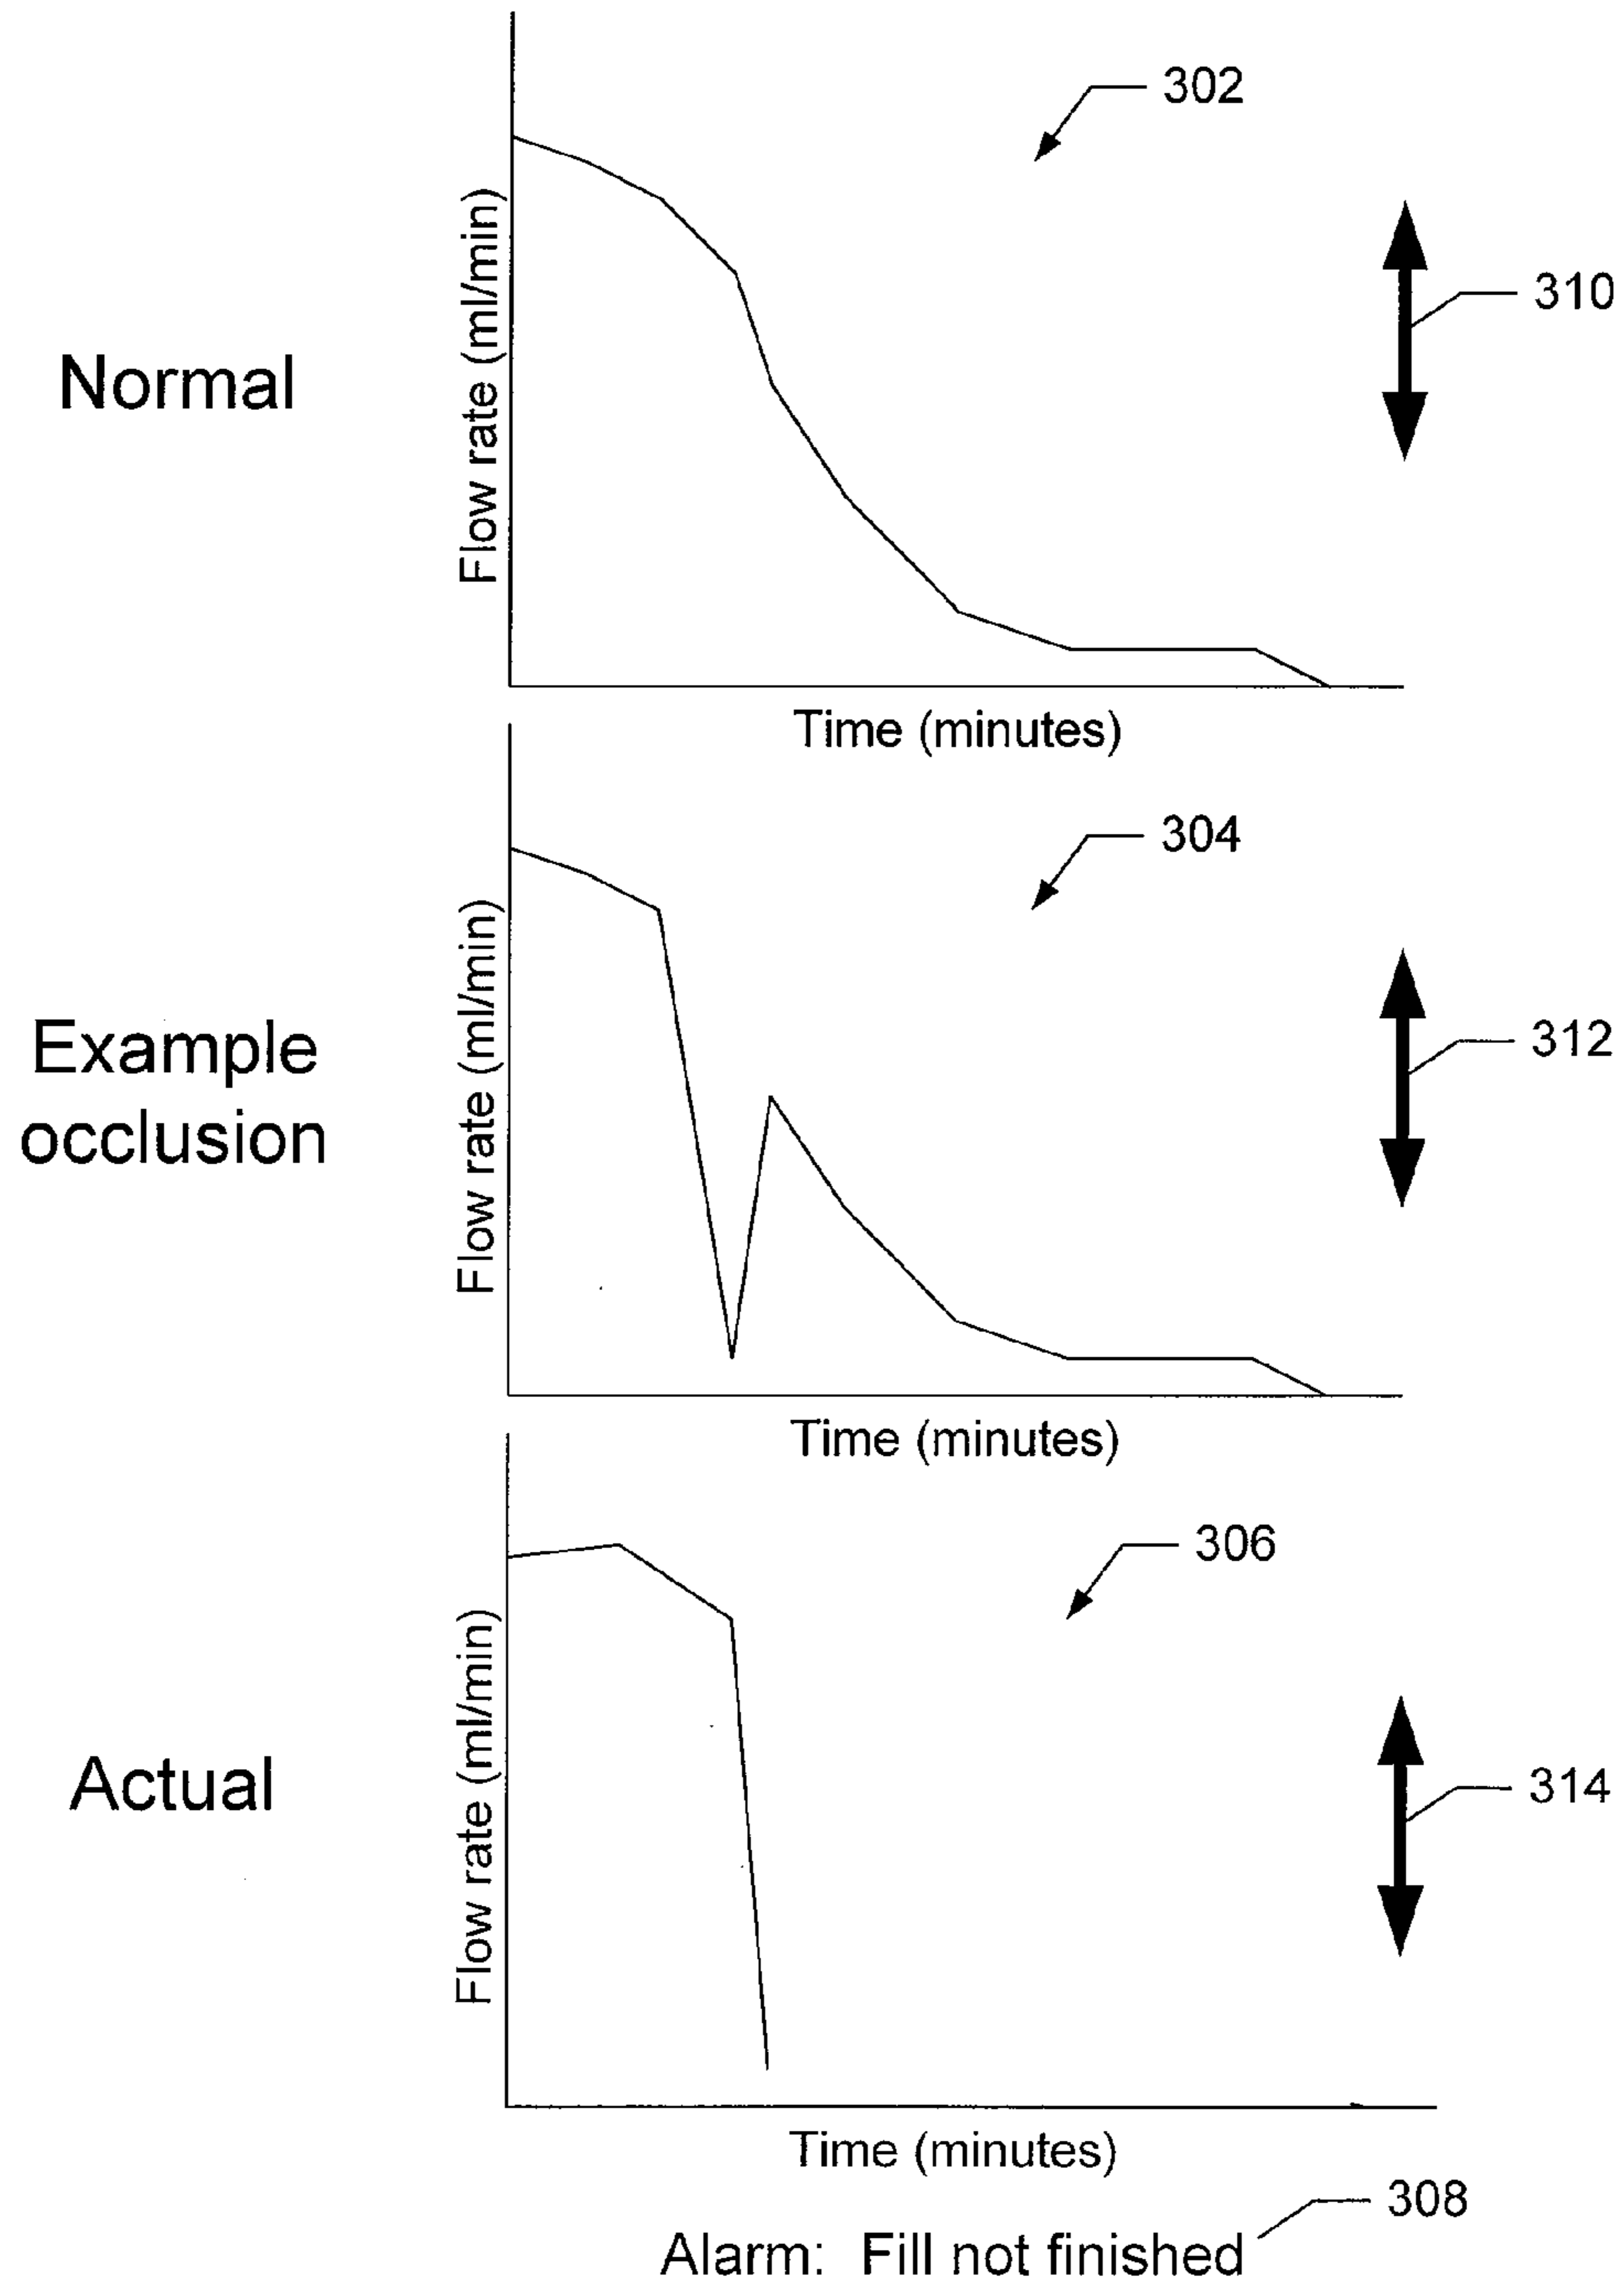 302
Flow rate (ml/min)
310
Normal
Time (minutes)
304
Flow rate (ml/min)
312
Example
occlusion
Time (minutes)
306
Flow rate (ml/min)
314
Actual
Time (minutes)
308
Alarm: Fill not finished